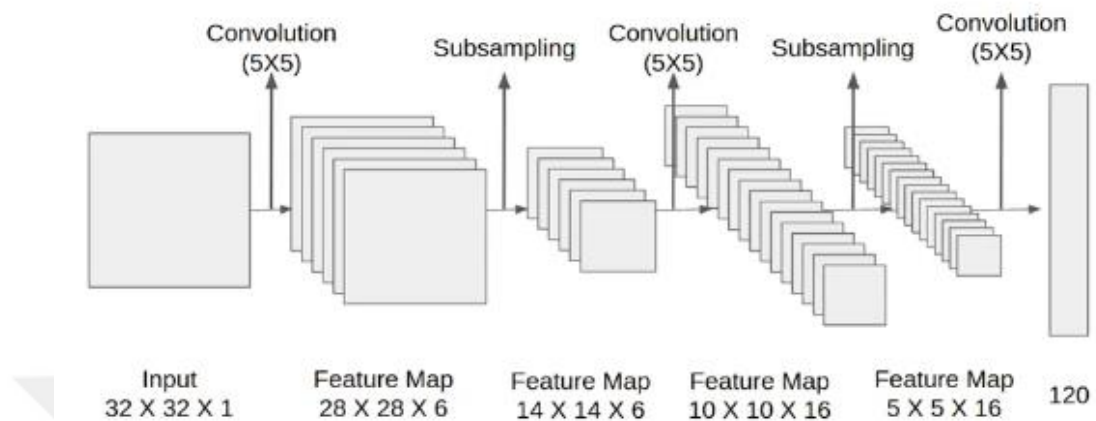 Convolution
(5X5)
Subsampling
Convolution
(5X5)
Subsampling
Convolution
(5X5)
Input
32 X 32 X 1
Feature Map
28 X 28 X 6
Feature Map
14 X 14 X 6
Feature Map
10 X 10 X 16
Feature Map
5 X 5 X 16
120